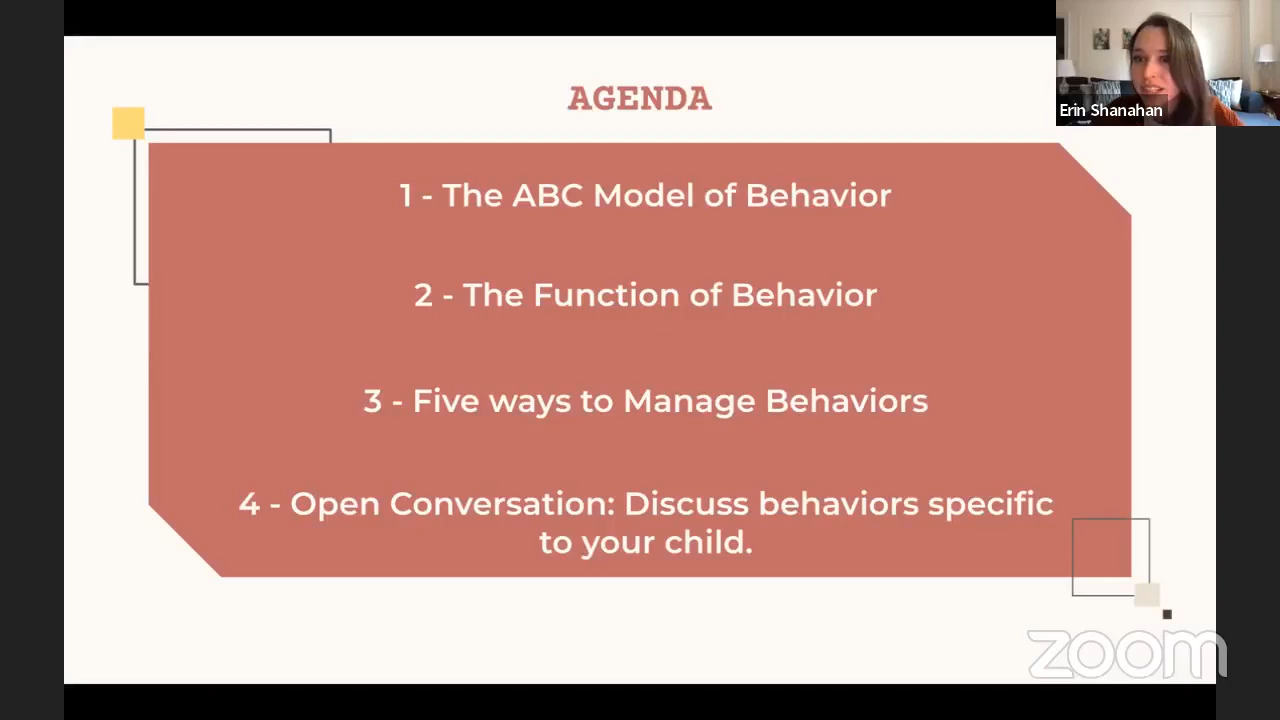 AGENDA
Erin Shanahan
1 - The ABC Model of Behavior
2 - The Function of Behavior
3 - Five ways to Manage Behaviors
4 - Open Conversation: Discuss behaviors specific
to your child.
zoom